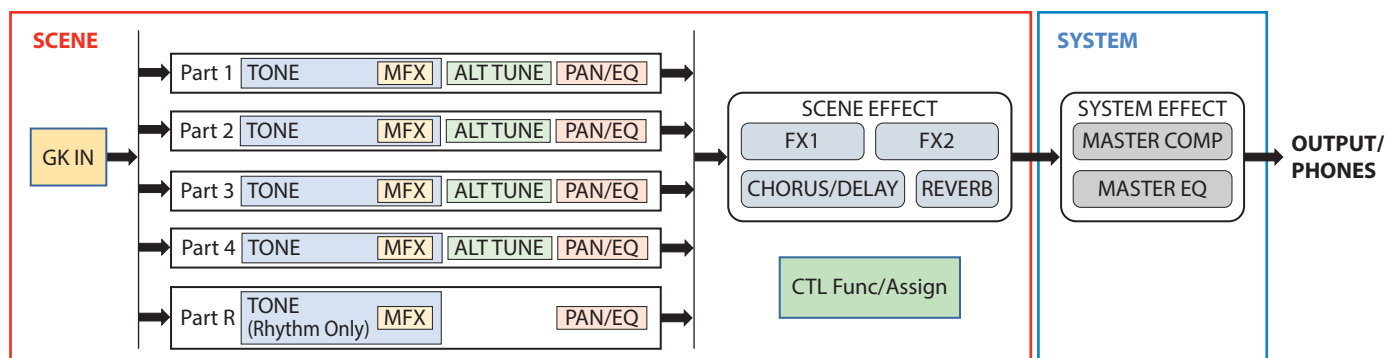 SCENE
GK IN
Part 1 TONE MFX ALT TUNE PAN/EQ
Part 2 TONE MFX ALT TUNE PAN/EQ
Part 3 TONE MFX ALT TUNE PAN/EQ
Part 4 TONE MFX ALT TUNE PAN/EQ
Part R TONE
(Rhythm Only) MFX PAN/EQ
SCENE EFFECT
FX1 FX2
CHORUS/DELAY REVERB
CTL Func/Assign
SYSTEM
SYSTEM EFFECT
MASTER COMP
MASTER EQ
OUTPUT/
PHONES